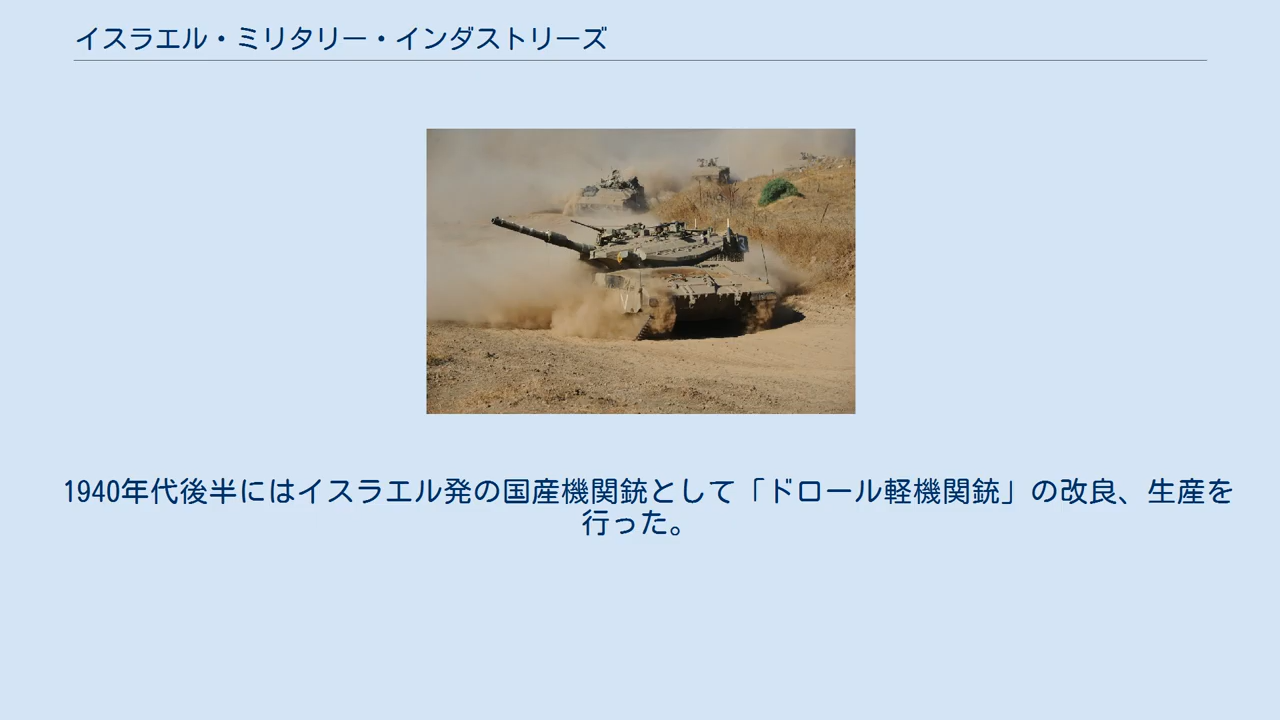 イスラエル・ミリタリー・インダストリーズ
1940年代後半にはイスラエル発の国産機関銃として「ドロール軽機関銃」の改良、生産を
行った。